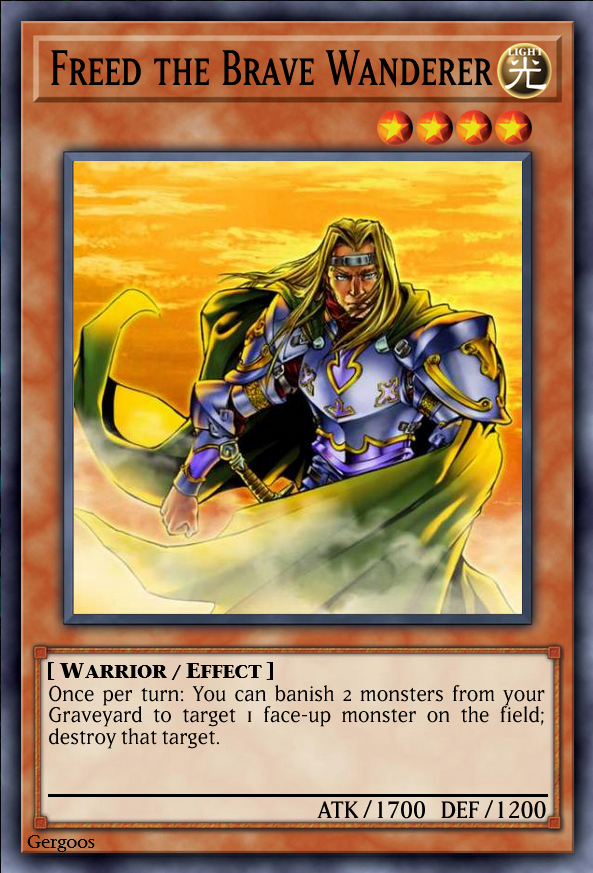 Freed the Brave Wanderer
LIGHT
光
[ Warrior / Effect ]
Once per turn: You can banish 2 monsters from your
Graveyard to target 1 face-up monster on the field;
destroy that target.
ATK/1700 DEF/1200
Gergoos